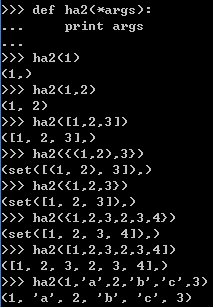 >>> def ha2(*args):
...     print args
...
>>> ha2(1)
(1,)
>>> ha2(1,2)
(1, 2)
>>> ha2([1,2,3])
([1, 2, 3],)
>>> ha2({(1,2),3})
(set([(1, 2), 3]),)
>>> ha2({1,2,3})
(set([1, 2, 3]),)
>>> ha2({1,2,3,2,3,4})
(set([1, 2, 3, 4]),)
>>> ha2([1,2,3,2,3,4])
([1, 2, 3, 2, 3, 4],)
>>> ha2(1,'a',2,'b','c',3)
(1, 'a', 2, 'b', 'c', 3)